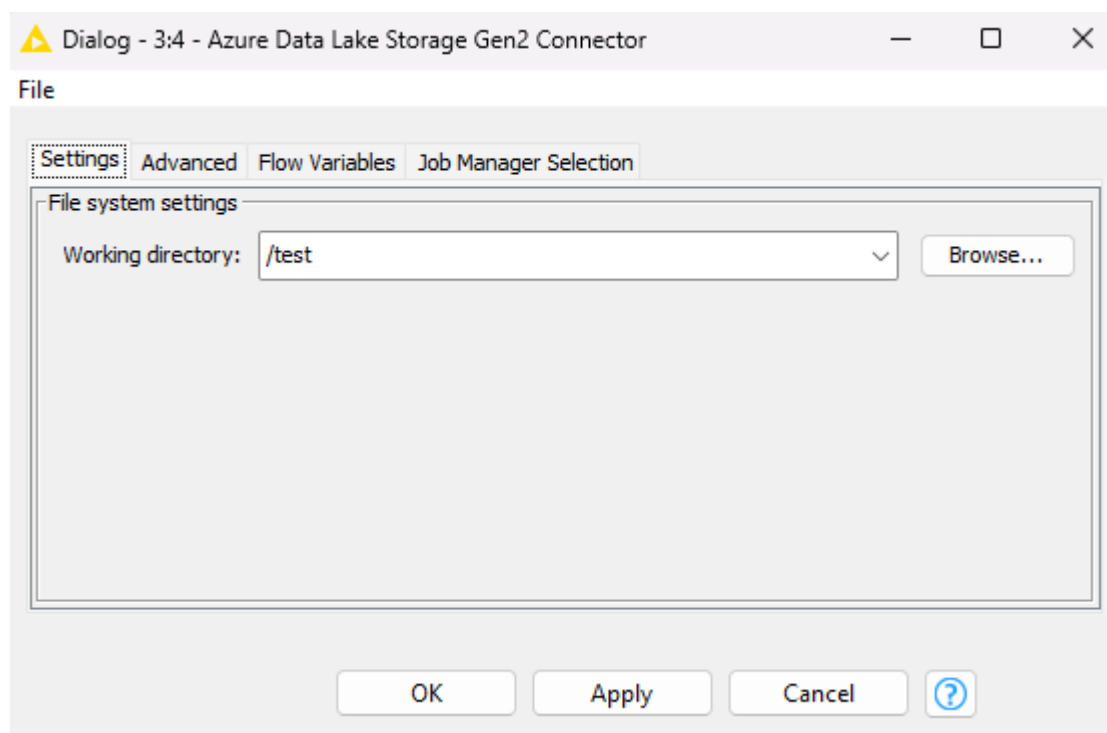 Dialog - 3:4 - Azure Data Lake Storage Gen2 Connector
File
Settings Advanced Flow Variables Job Manager Selection
File system settings
Working directory: /test Browse...
OK Apply Cancel ?